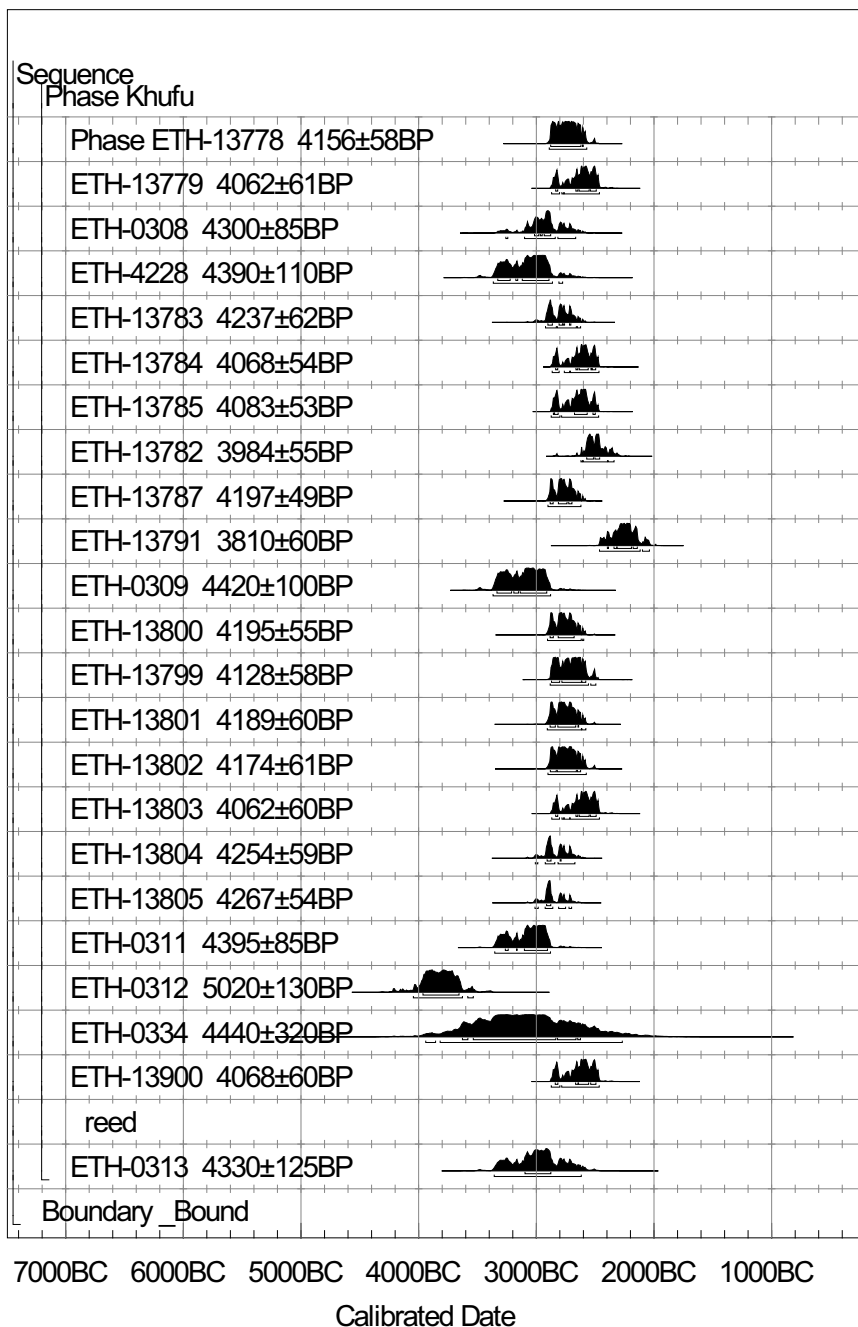 Sequence
Phase Khufu
Phase ETH-13778 4156±58BP
ETH-13779 4062±61BP
ETH-0308 4300±85BP
ETH-4228 4390±110BP
ETH-13783 4237±62BP
ETH-13784 4068±54BP
ETH-13785 4083±53BP
ETH-13782 3984±55BP
ETH-13787 4197±49BP
ETH-13791 3810±60BP
ETH-0309 4420±100BP
ETH-13800 4195±55BP
ETH-13799 4128±58BP
ETH-13801 4189±60BP
ETH-13802 4174±61BP
ETH-13803 4062±60BP
ETH-13804 4254±59BP
ETH-13805 4267±54BP
ETH-0311 4395±85BP
ETH-0312 5020±130BP
ETH-0334 4440±320BP
ETH-13900 4068±60BP
reed
ETH-0313 4330±125BP
Boundary _Bound
7000BC 6000BC 5000BC 4000BC 3000BC 2000BC 1000BC
Calibrated Date